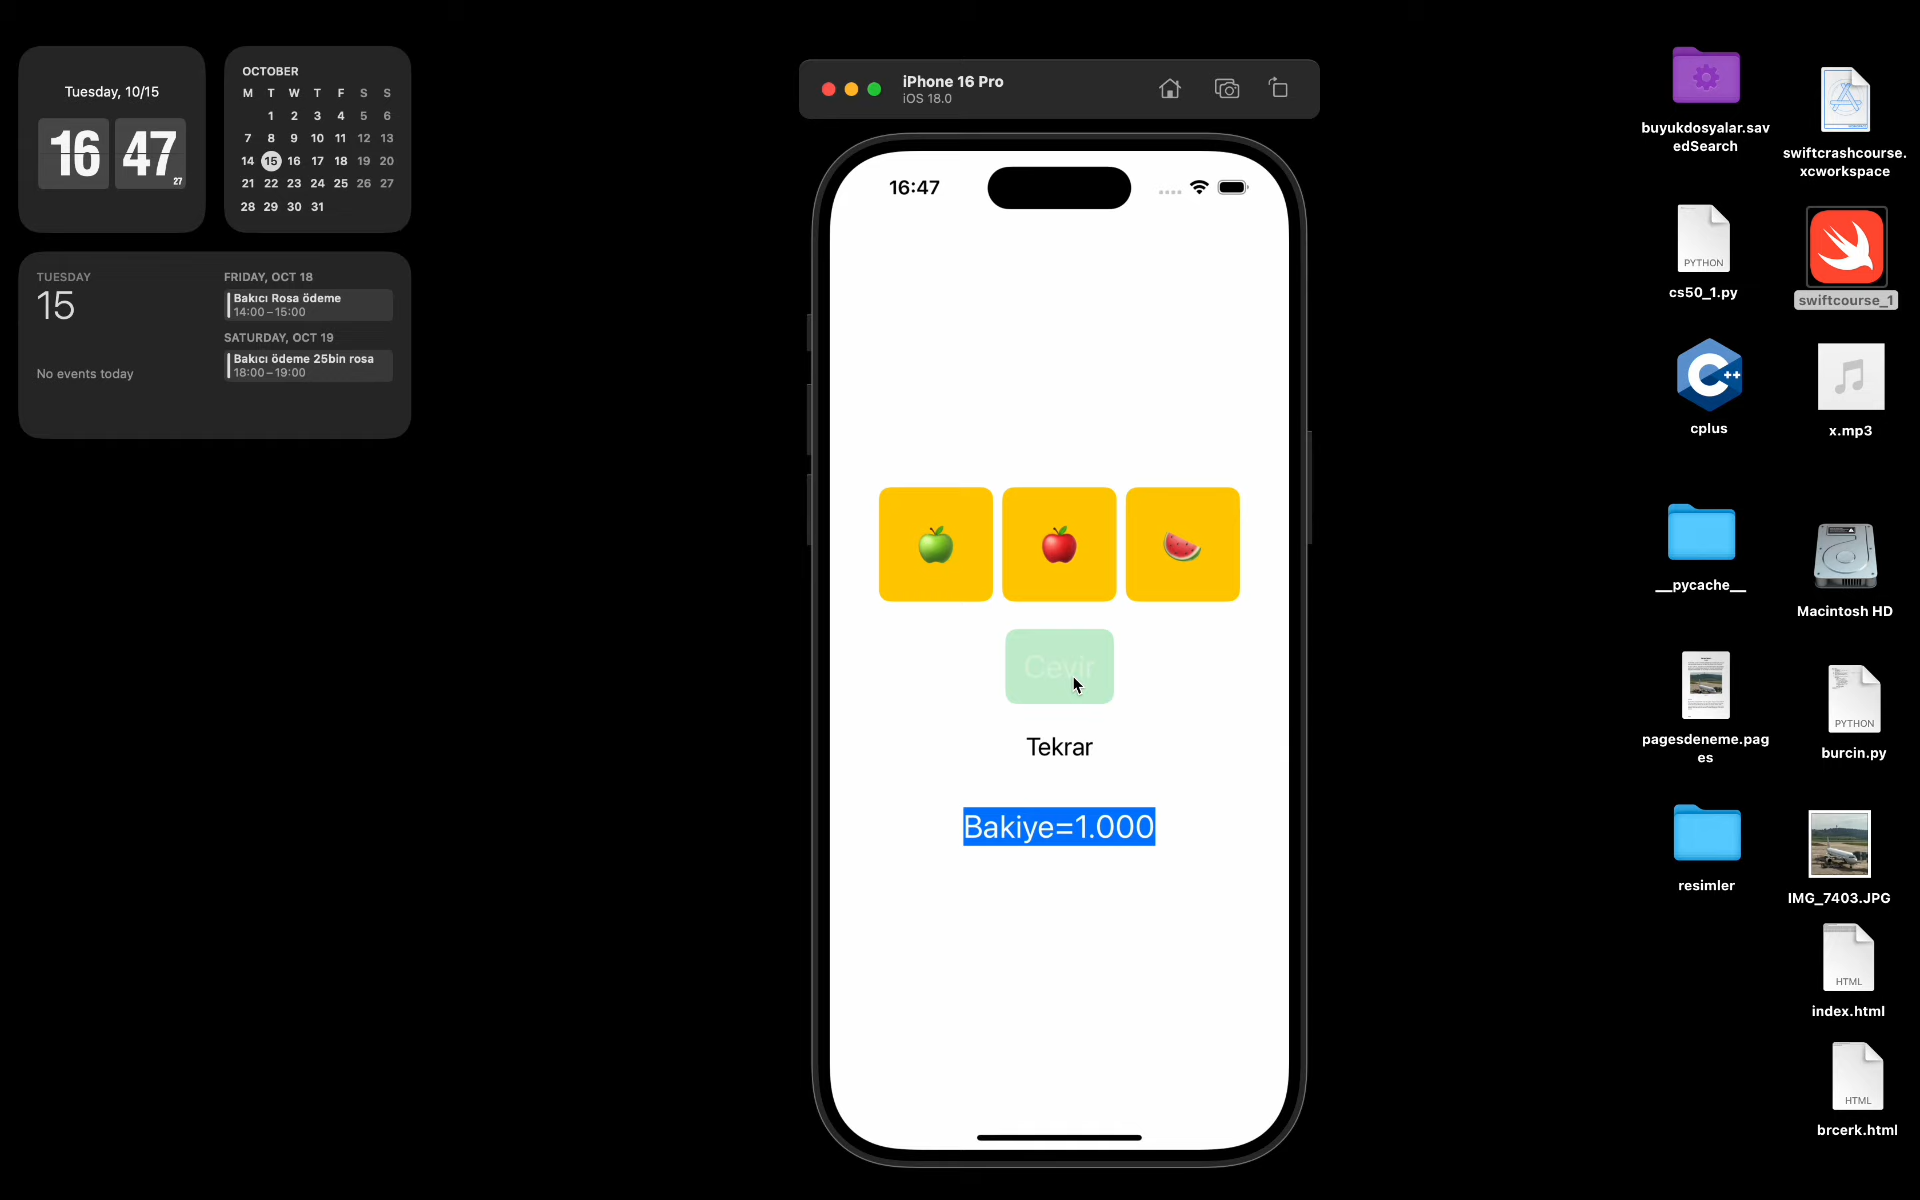 Tuesday, 10/15
16 47
27
OCTOBER
M T W T F S S
1 2 3 4 5 6
7 8 9 10 11 12 13
14 15 16 17 18 19 20
21 22 23 24 25 26 27
28 29 30 31
TUESDAY
15
No events today
FRIDAY, OCT 18
Bakıcı Rosa ödeme
14:00–15:00
SATURDAY, OCT 19
Bakıcı ödeme 25bin rosa
18:00–19:00
iPhone 16 Pro
iOS 18.0
16:47
Cevir
Tekrar
Bakiye=1.000
buyukdosyalar.sav
edSearch
swiftcrashcourse.
xcworkspace
PYTHON
cs50_1.py
swiftcourse_1
C++
cplus
x.mp3
__pycache__
Macintosh HD
pagesdeneme.pag
es
PYTHON
burcin.py
resimler
IMG_7403.JPG
HTML
index.html
HTML
brcerk.html